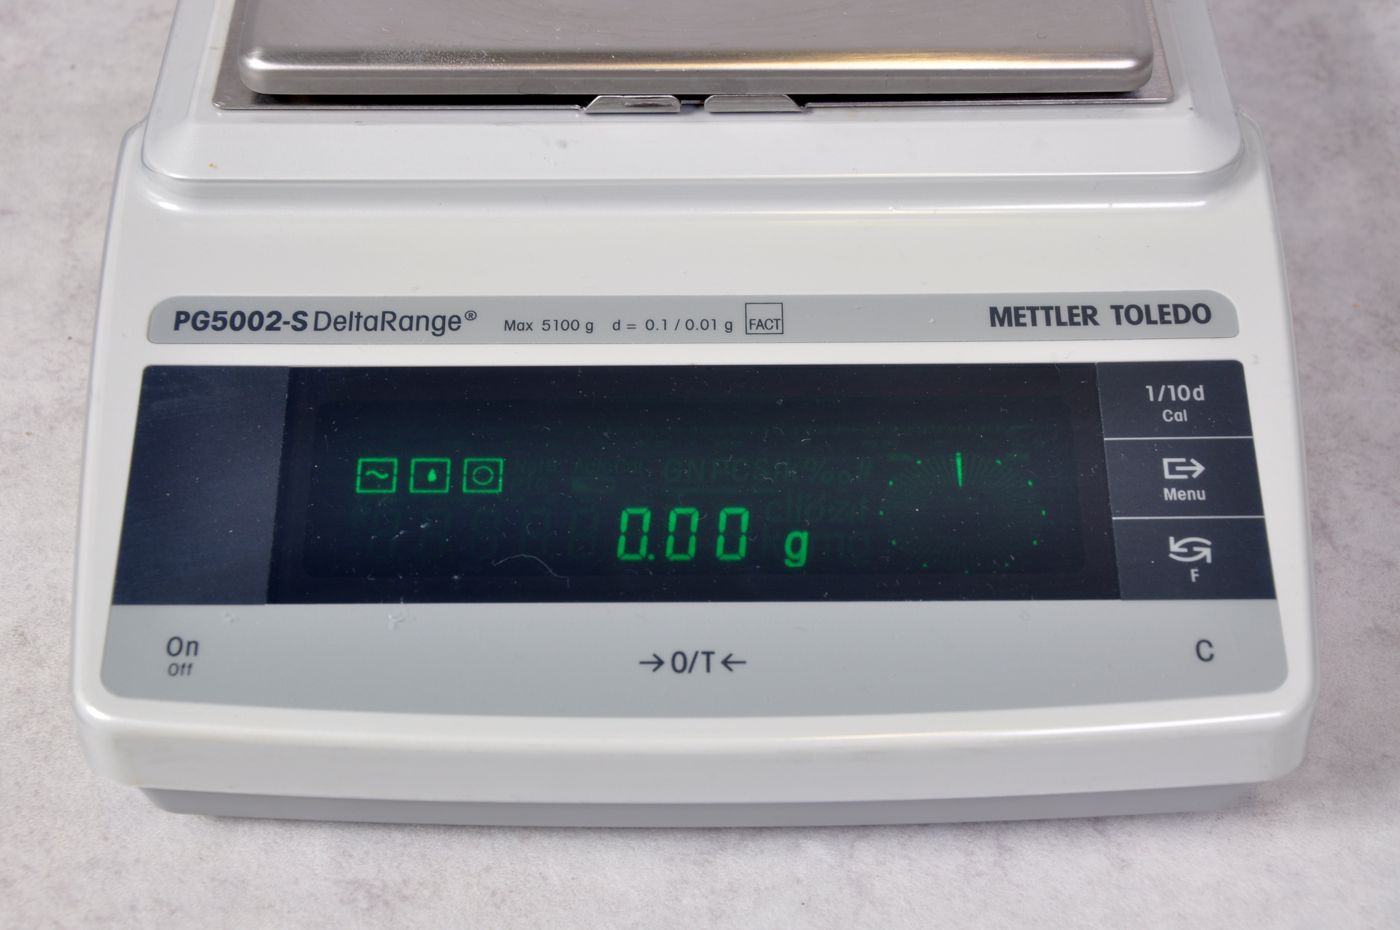 PG5002-S DeltaRange® Max 5100 g d = 0.1 / 0.01 g FACT METTLER TOLEDO
1/10d
Cal
Menu
0.00 g
F
On
Off
→0/T←
C